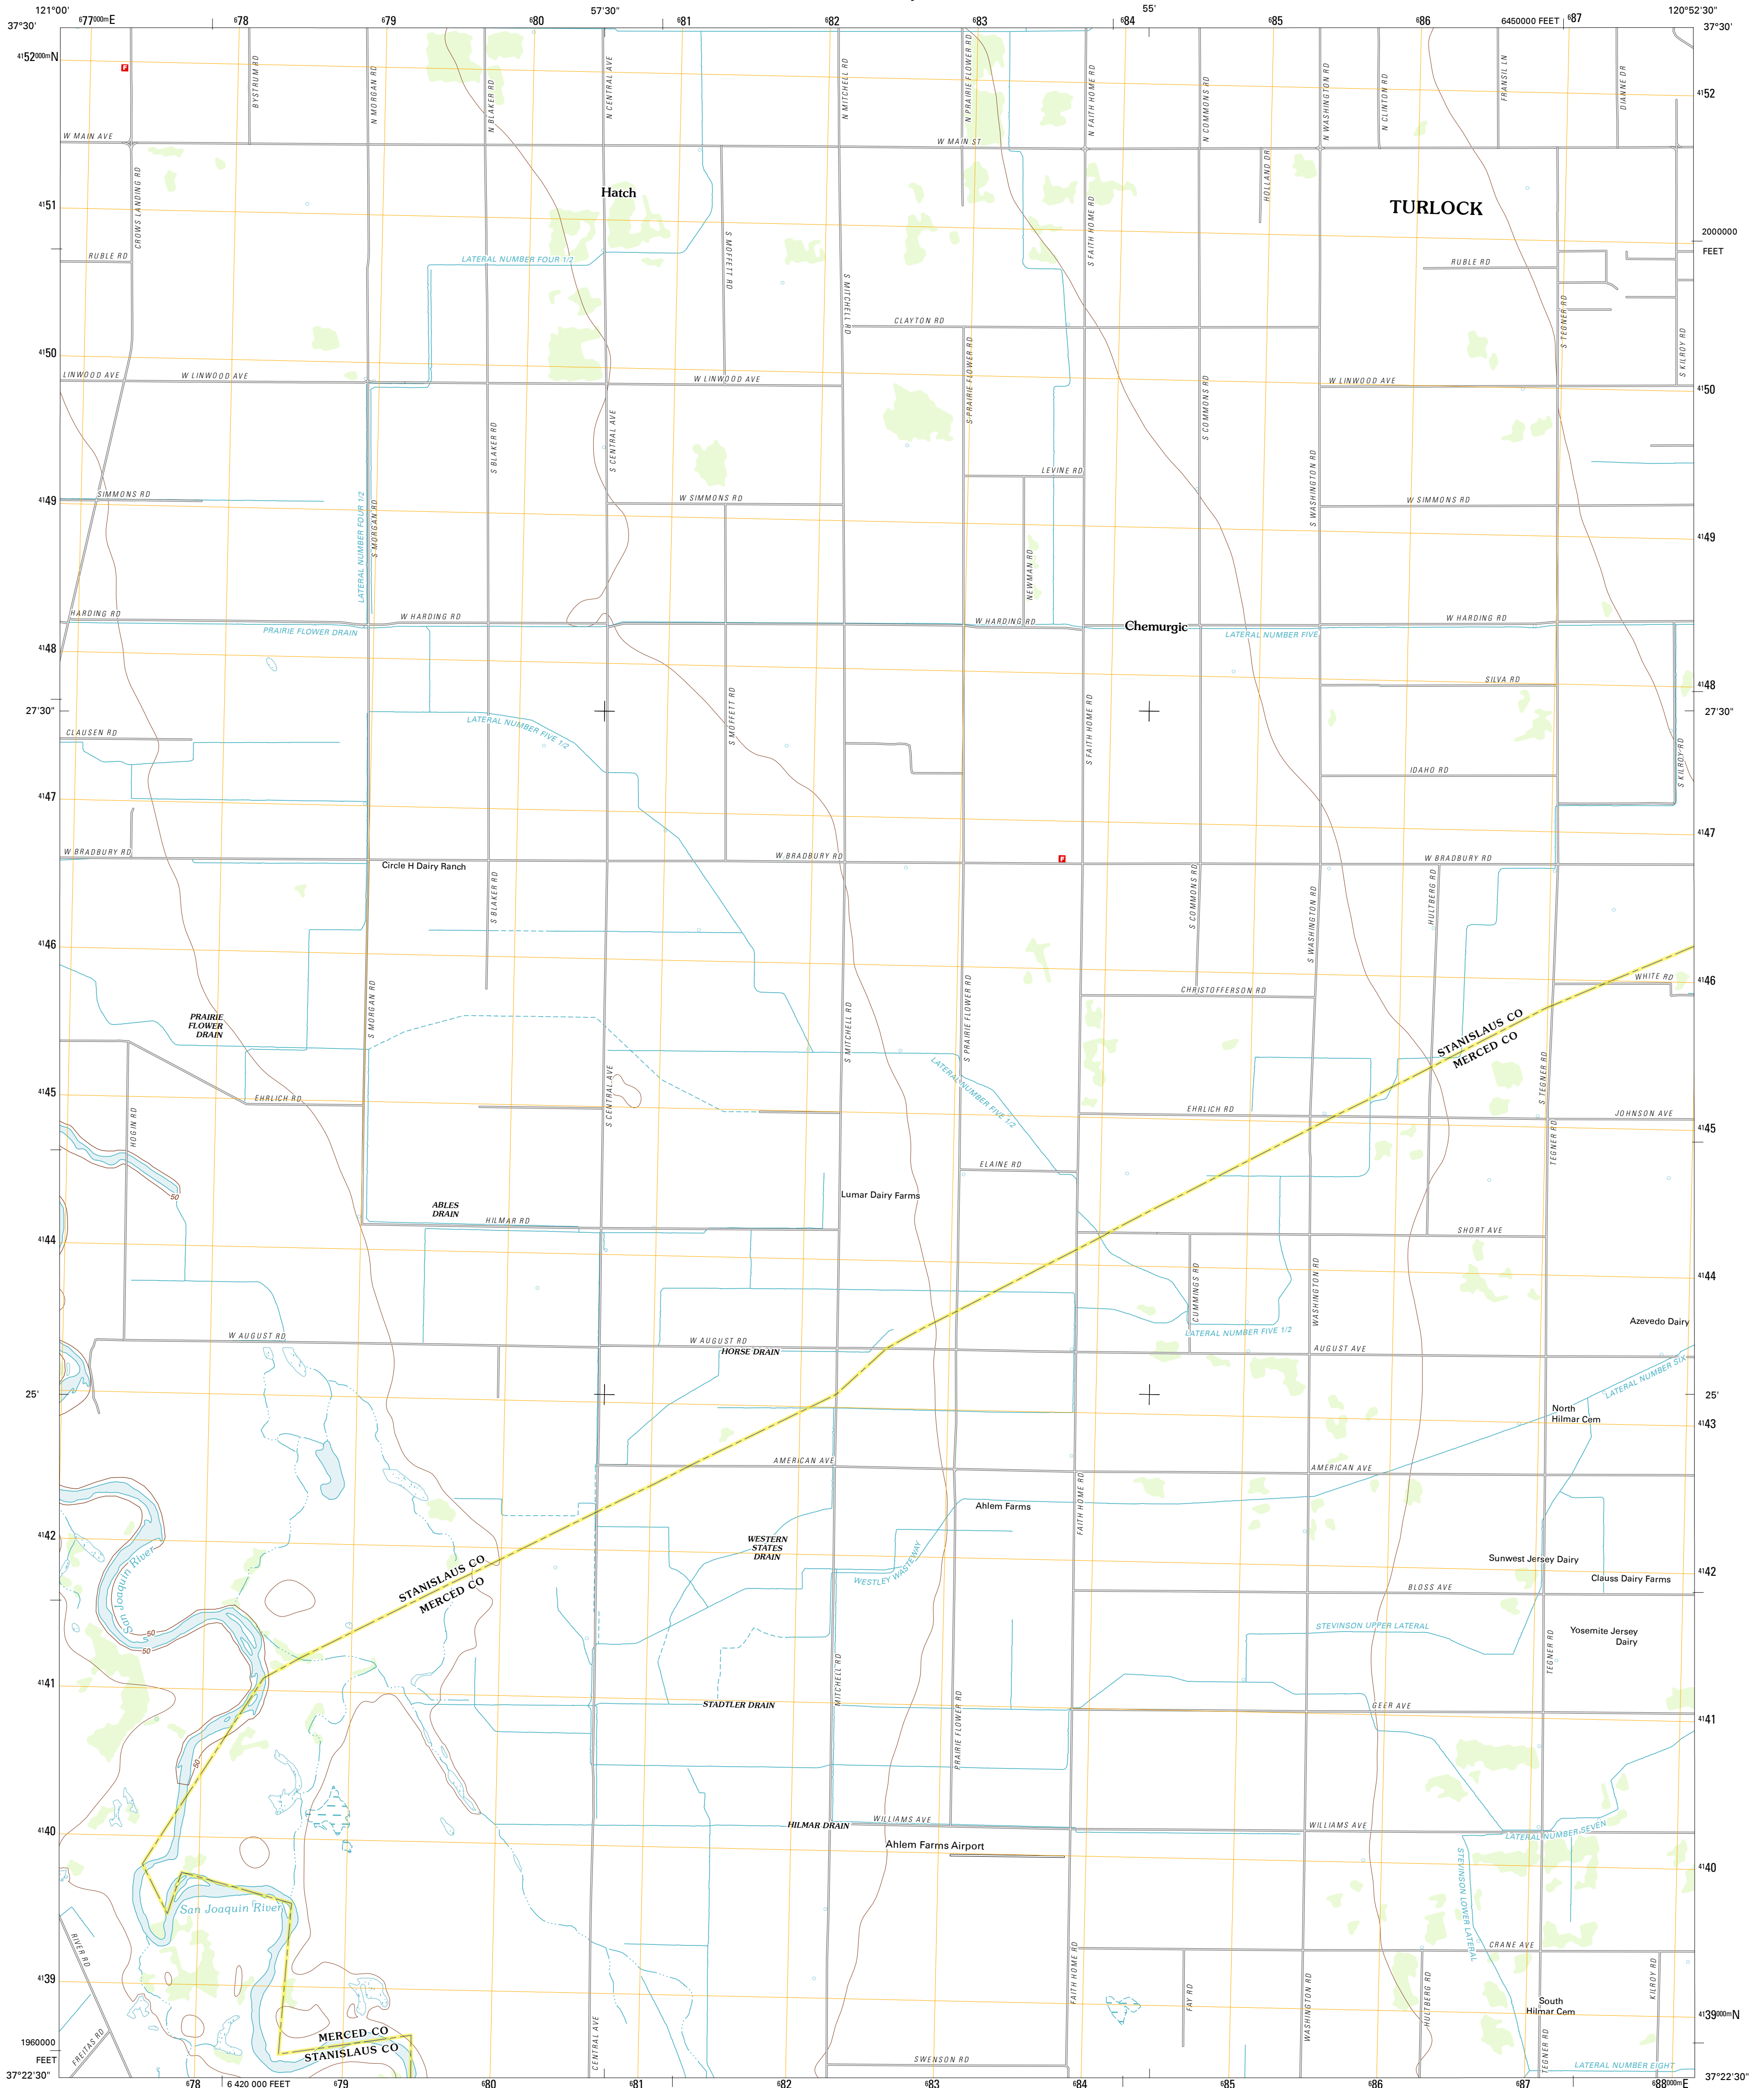 121°00'
677000mE
678
679
680
57'30"
681
682
683
684
55'
685
686
6450000 FEET
687
120°52'30"
37°30'
37°30'
4152000mN
BYSTRUM RD
N MORGAN RD
N BLAKER RD
N CENTRAL AVE
N MITCHELL RD
N PRAIRIE FLOWER RD
N FAITH HOME RD
N COMMONS RD
N WASHINGTON RD
N CLINTON RD
FRANSIL LN
DIANNE DR
4152
W MAIN AVE
W MAIN ST
CROWS LANDING RD
Hatch
HOLLAND DR
TURLOCK
4151
S MOFFETT RD
S FAITH HOME RD
2000000
FEET
RUBLE RD
LATERAL NUMBER FOUR 1/2
RUBLE RD
S MITCHELL RD
CLAYTON RD
S TEGNER RD
S KILROY RD
4150
S PRAIRIE FLOWER RD
LINWOOD AVE
W LINWOOD AVE
W LINWOOD AVE
W LINWOOD AVE
4150
S BLAKER RD
S CENTRAL AVE
S COMMONS RD
S WASHINGTON RD
LEVINE RD
4149
SIMMONS RD
W SIMMONS RD
W SIMMONS RD
LATERAL NUMBER FOUR 1/2
S MORGAN RD
NEWMAN RD
4149
HARDING RD
W HARDING RD
W HARDING RD
W HARDING RD
PRAIRIE FLOWER DRAIN
Chemurgic
LATERAL NUMBER FIVE
4148
SILVA RD
4148
27'30"
27'30"
S MOFFETT RD
S FAITH HOME RD
LATERAL NUMBER FIVE 1/2
CLAUSEN RD
S KILROY RD
IDAHO RD
4147
4147
W BRADBURY RD
W BRADBURY RD
W BRADBURY RD
Circle H Dairy Ranch
S BLAKER RD
S COMMONS RD
S WASHINGTON RD
HULTBERG RD
4146
WHITE RD
4146
CHRISTOFFERSON RD
PRAIRIE
FLOWER
DRAIN
S MORGAN RD
S MITCHELL RD
S PRAIRIE FLOWER RD
STANISLAUS CO
MERCED CO
LATERAL NUMBER FIVE 1/2
S CENTRAL AVE
S TEGNER RD
4145
EHRLICH RD
EHRLICH RD
JOHNSON AVE
HOGIN RD
TEGNER RD
4145
ELAINE RD
50
Lumar Dairy Farms
ABLES
DRAIN
HILMAR RD
SHORT AVE
4144
CUMMINGS RD
WASHINGTON RD
4144
Azevedo Dairy
W AUGUST RD
W AUGUST RD
LATERAL NUMBER FIVE 1/2
HORSE DRAIN
AUGUST AVE
LATERAL NUMBER SIX
25'
25'
North
Hilmar Cem
4143
AMERICAN AVE
AMERICAN AVE
FAITH HOME RD
Ahlem Farms
4142
WESTERN
STATES
DRAIN
WESTLEY WASTEWAY
San Joaquin River
STANISLAUS CO
MERCED CO
Sunwest Jersey Dairy
4142
Clauss Dairy Farms
BLOSS AVE
50
50
STEVINSON UPPER LATERAL
Yosemite Jersey
Dairy
TEGNER RD
4141
MITCHELL RD
STADTLER DRAIN
GEER AVE
PRAIRIE FLOWER RD
4141
50
4140
HILMAR DRAIN
WILLIAMS AVE
WILLIAMS AVE
LATERAL NUMBER SEVEN
Ahlem Farms Airport
4140
STEVINSON LOWER LATERAL
San Joaquin River
RIVER RD
CRANE AVE
4139
FAITH HOME RD
FAY RD
WASHINGTON RD
HULTBERG RD
KILROY RD
South
Hilmar Cem
4139000mN
1960000
FEET
FREITAS RD
MERCED CO
STANISLAUS CO
CENTRAL AVE
SWENSON RD
TEGNER RD
LATERAL NUMBER EIGHT
37°22'30"
37°22'30"
678
6 420 000 FEET
679
680
681
682
683
684
685
686
687
688000mE